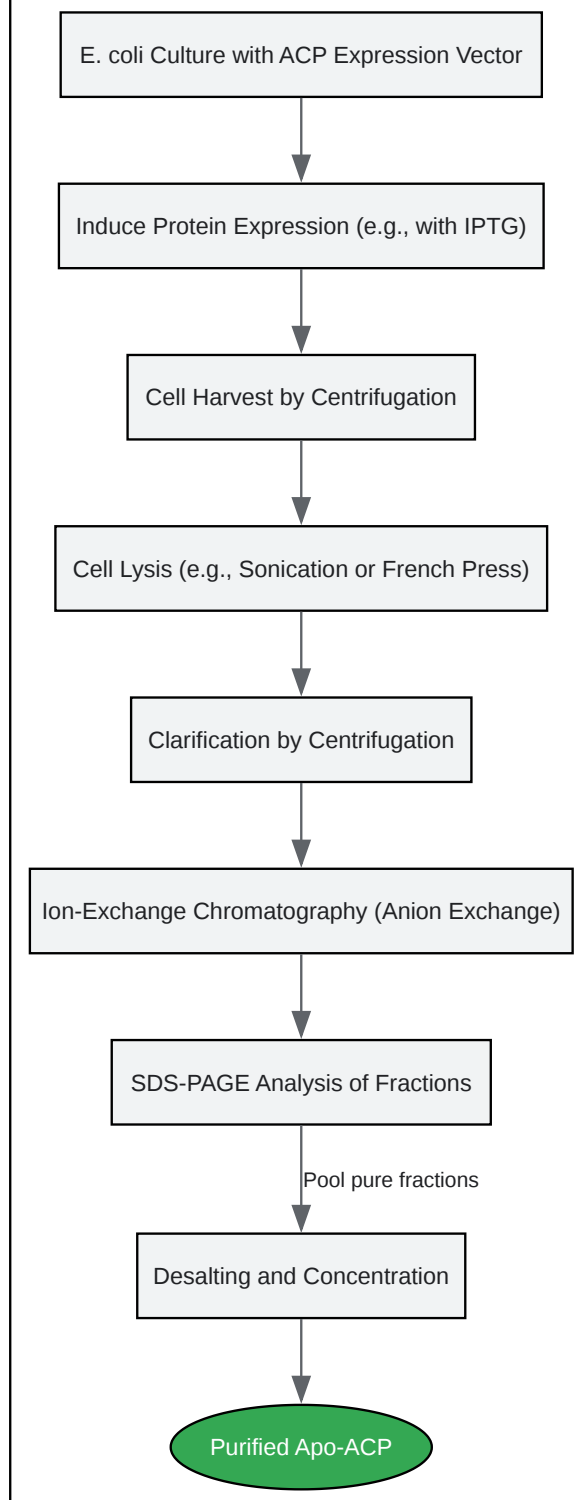 E. coli Culture with ACP Expression Vector
Induce Protein Expression (e.g., with IPTG)
Cell Harvest by Centrifugation
Cell Lysis (e.g., Sonication or French Press)
Clarification by Centrifugation
Ion-Exchange Chromatography (Anion Exchange)
SDS-PAGE Analysis of Fractions
Pool pure fractions
Desalting and Concentration
Purified Apo-ACP